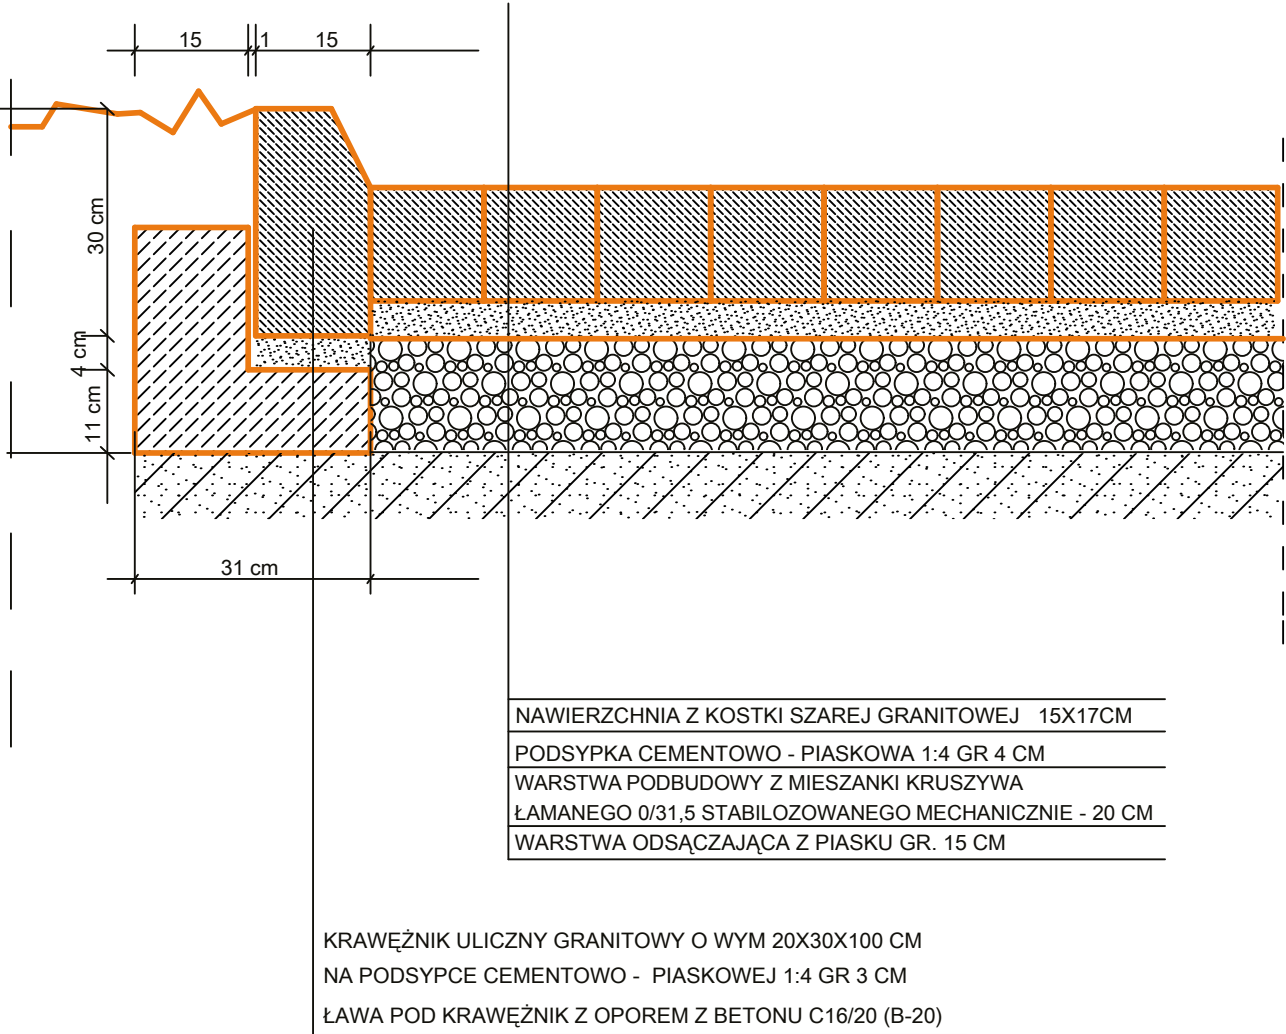 15 1 15
30 cm
4 cm
11 cm
31 cm
NAWIERZCHNIA Z KOSTKI SZAREJ GRANITOWEJ 15X17CM
PODSYPKA CEMENTOWO - PIASKOWA 1:4 GR 4 CM
WARSTWA PODBUDOWY Z MIESZANKI KRUSZYWA
ŁAMANEGO 0/31,5 STABILOZOWANEGO MECHANICZNIE - 20 CM
WARSTWA ODSĄCZAJĄCA Z PIASKU GR. 15 CM
KRAWĘŻNIK ULICZNY GRANITOWY O WYM 20X30X100 CM
NA PODSYPCE CEMENTOWO - PIASKOWEJ 1:4 GR 3 CM
ŁAWA POD KRAWĘŻNIK Z OPOREM Z BETONU C16/20 (B-20)